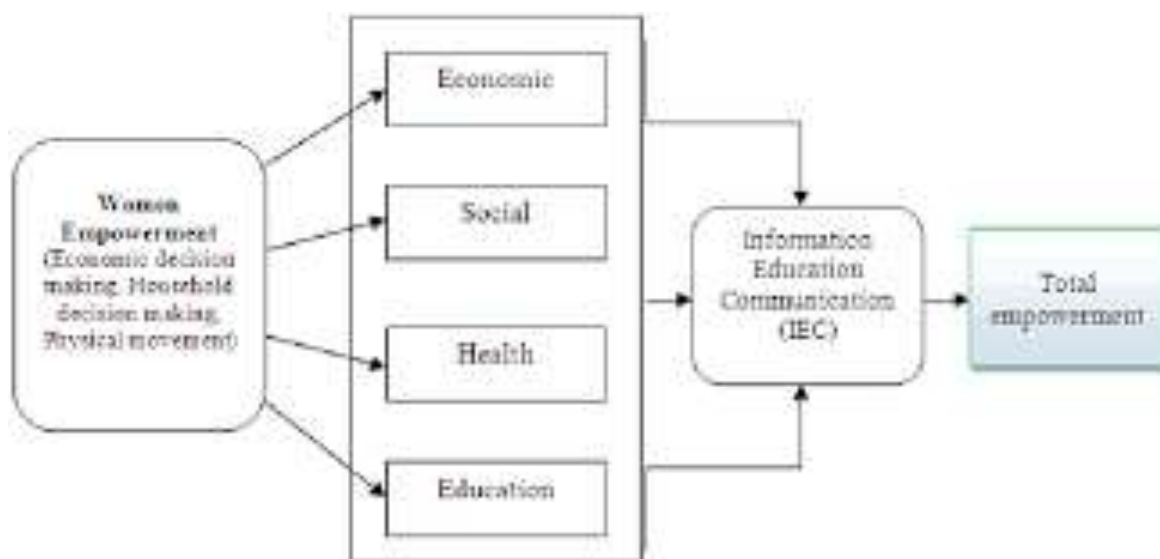 Women
Empowerment
(Economic decision
making, Household
decision making,
Physical movement)
Economic
Social
Health
Education
Information
Education
Communication
(IEC)
Total
empowerment